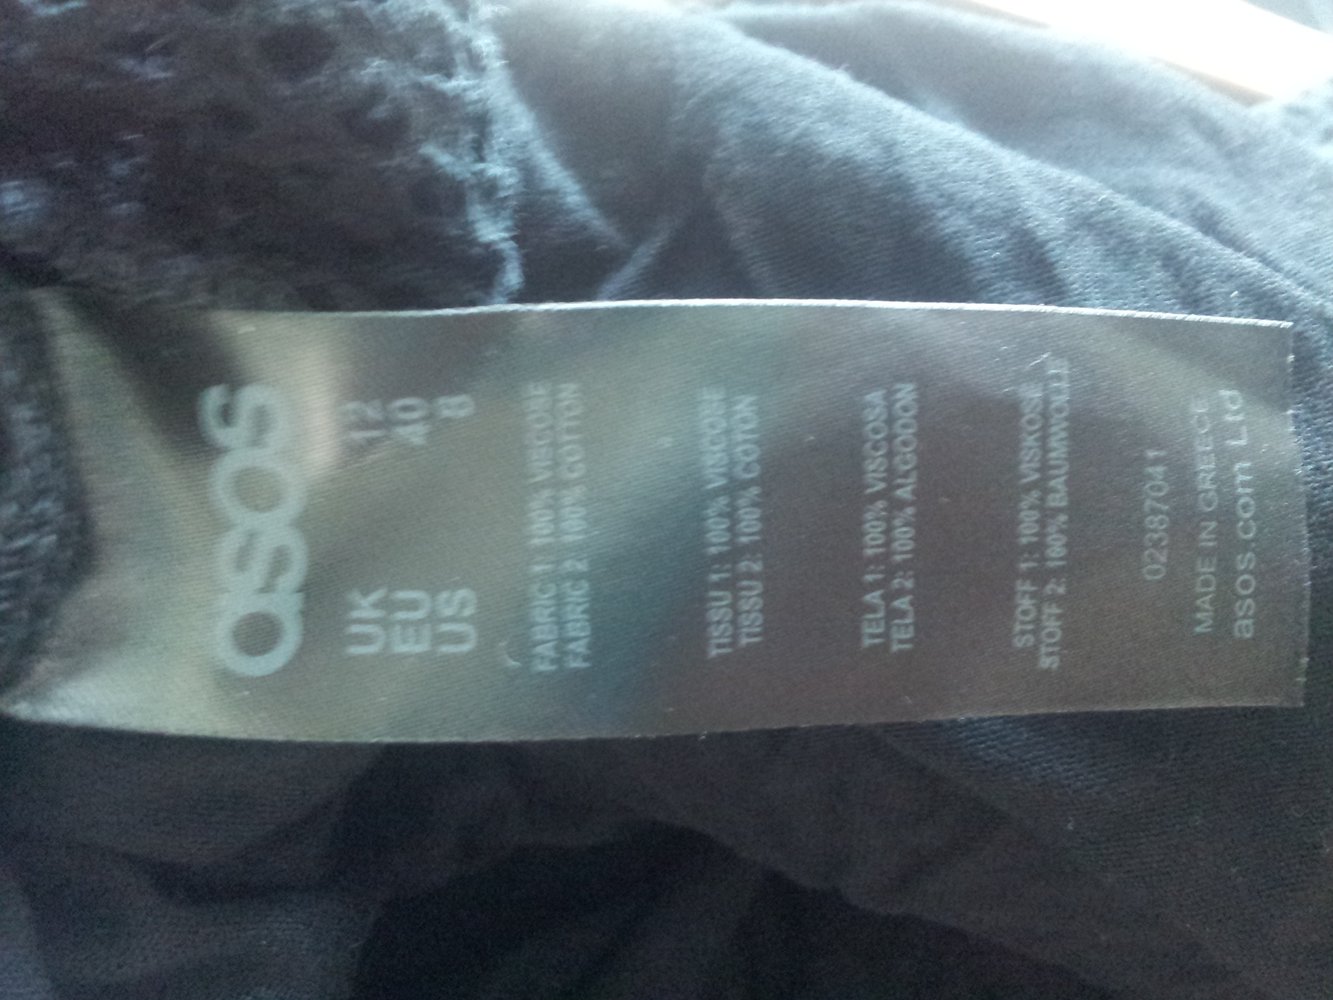 asos
UK 12
EU 40
US 8
FABRIC 1: 100% VISCOSE
FABRIC 2: 100% COTTON
TISSU 1: 100% VISCOSE
TISSU 2: 100% COTON
TELA 1: 100% VISCOSA
TELA 2: 100% ALGODON
STOFF 1: 100% VISKOSE
STOFF 2: 100% BAUMWOLLE
02387041
MADE IN GREECE
asos.com Ltd